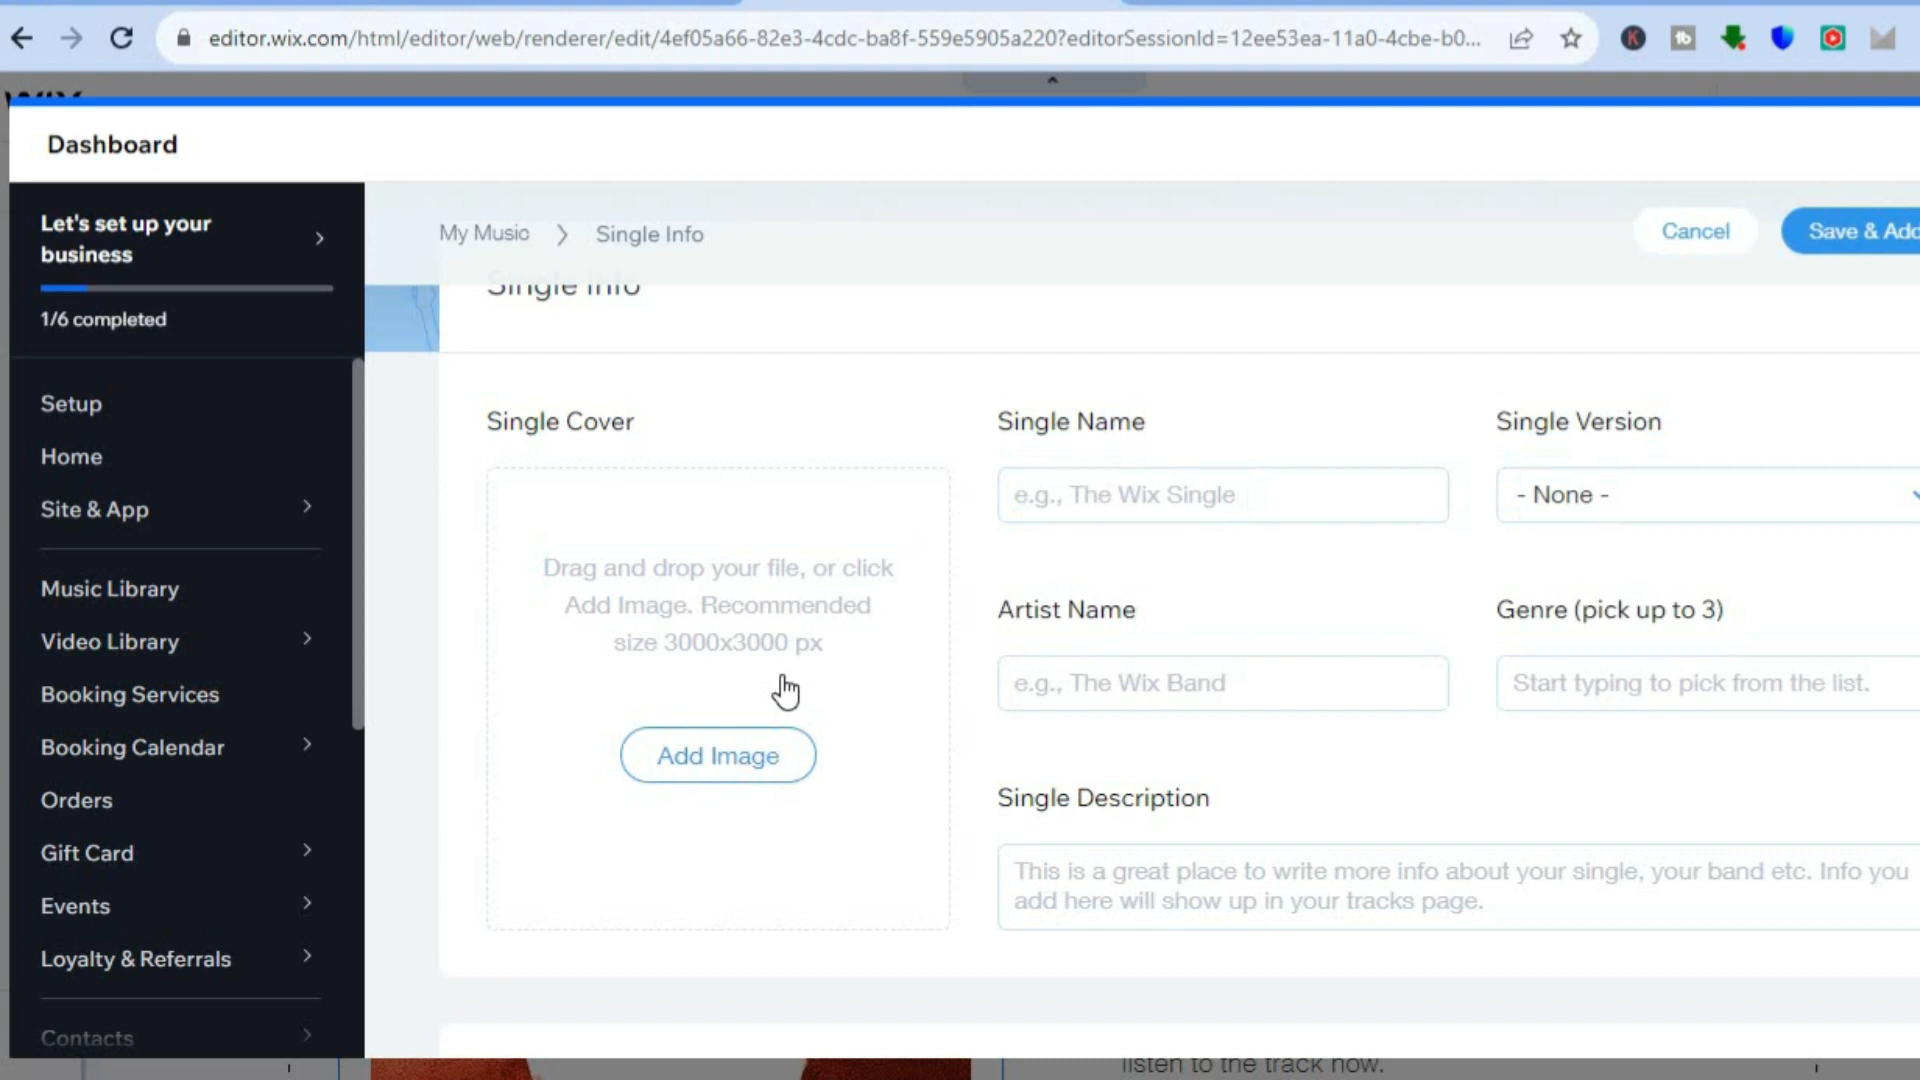 editor.wix.com/html/editor/web/renderer/edit/4ef05a66-82e3-4cdc-ba8f-559e5905a220?editorSessionId=12ee53ea-11a0-4cbe-b0...
Dashboard
Let's set up your
business
1/6 completed
Setup
Home
Site & App
Music Library
Video Library
Booking Services
Booking Calendar
Orders
Gift Card
Events
Loyalty & Referrals
Contacts
My Music > Single Info
Cancel
Save & Add
Single Info
Single Cover
Drag and drop your file, or click
Add Image. Recommended
size 3000x3000 px
Add Image
Single Name
e.g., The Wix Single
Single Version
- None -
Artist Name
e.g., The Wix Band
Genre (pick up to 3)
Start typing to pick from the list.
Single Description
This is a great place to write more info about your single, your band etc. Info you
add here will show up in your tracks page.
listen to the track now.